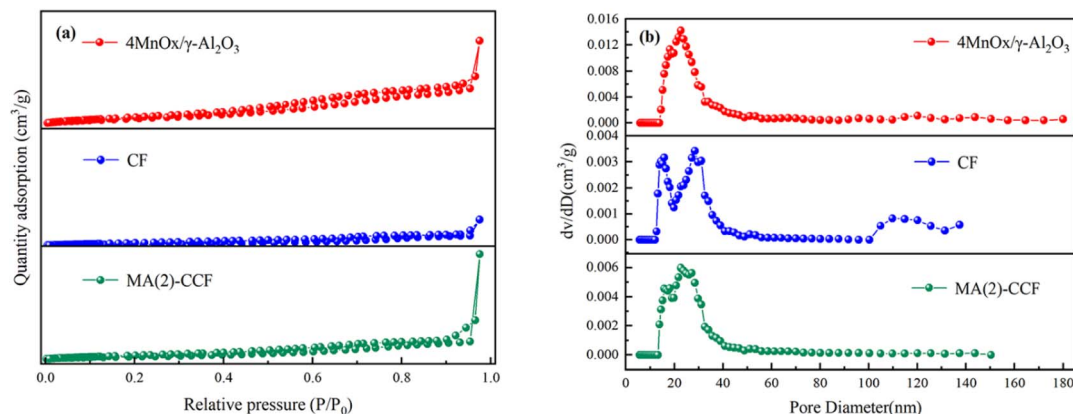 (a)
4MnOx/γ-Al₂O₃
CF
MA(2)-CCF
Quantity adsorption (cm³/g)
0.0 0.2 0.4 0.6 0.8 1.0
Relative pressure (P/P₀)
(b)
4MnOx/γ-Al₂O₃
0.016
0.012
0.008
0.004
0.000
0.004
CF
0.003
0.002
0.001
0.000
MA(2)-CCF
0.006
0.004
0.002
0.000
dv/dD(cm³/g)
0 20 40 60 80 100 120 140 160 180
Pore Diameter(nm)